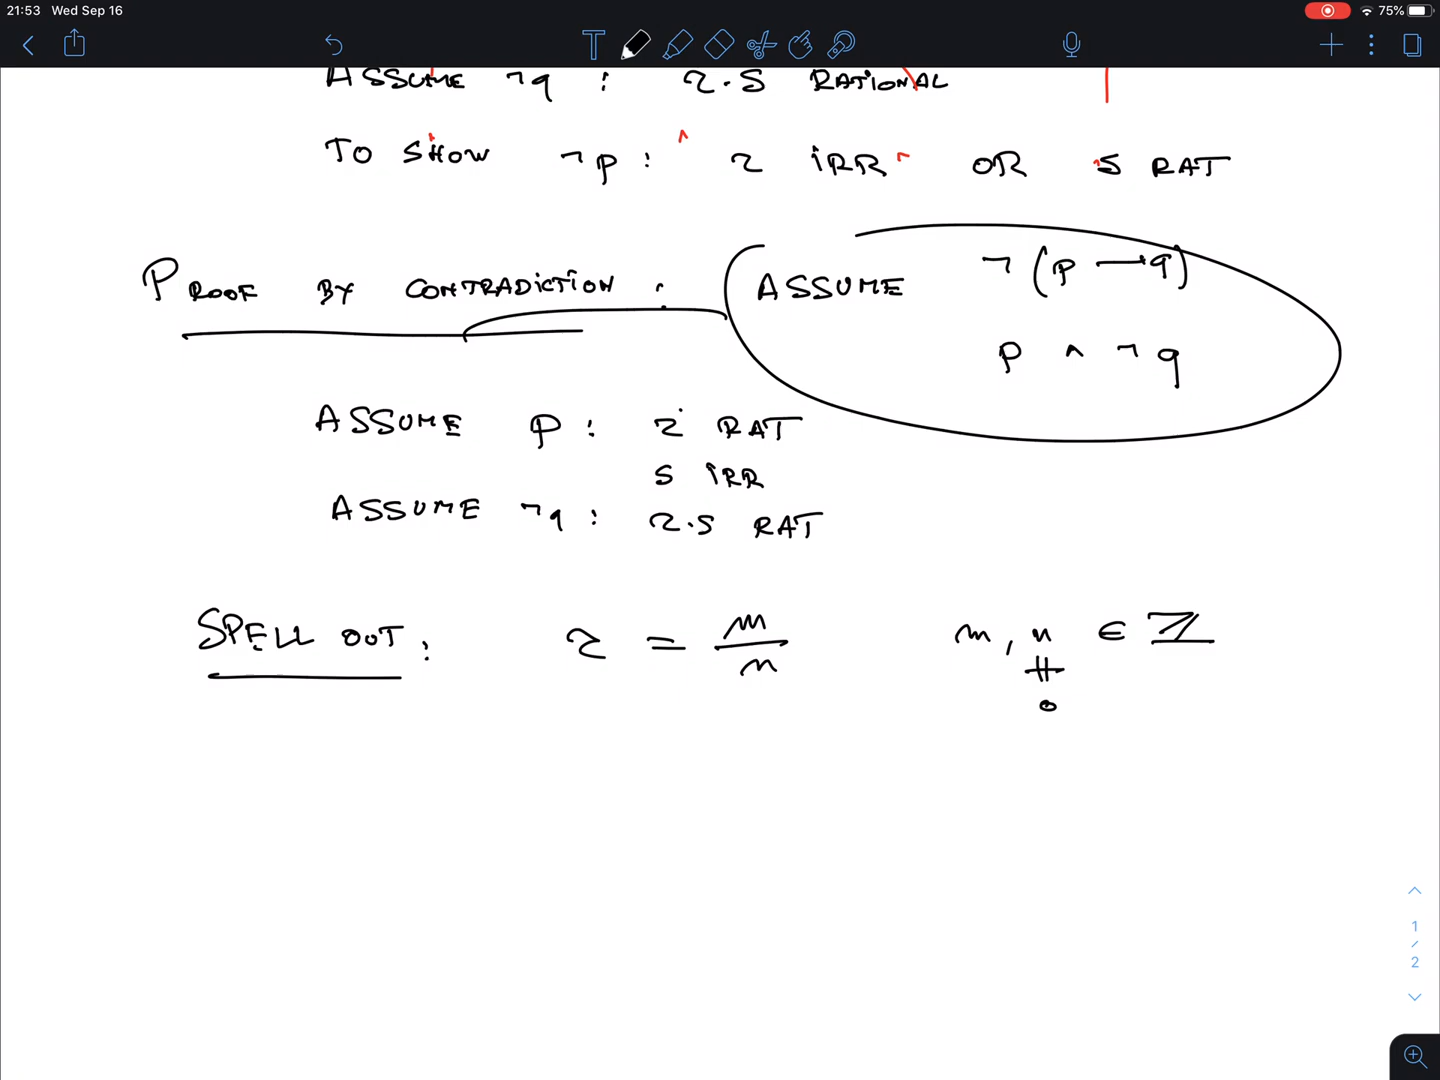 21:53 Wed Sep 16
75%
ASSUME ¬q : r·s RATIONAL
TO SHOW ¬p : r iRR OR s RAT
PROOF BY CONTRADiCTiON : ASSUME ¬(p → q)
p ∧ ¬q
ASSUME p : r RAT
s iRR
ASSUME ¬q : r·s RAT
SPELL OUT : r = m/n m, n ∈ ℤ
≠
0
1
/
2